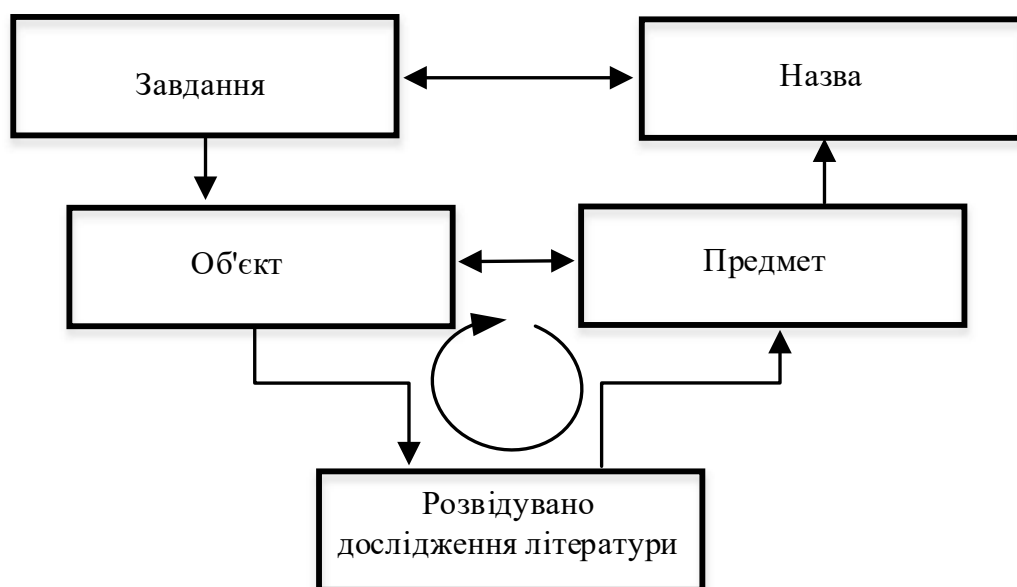 Завдання
Назва
Об'єкт
Предмет
Розвідувано
дослідження літератури